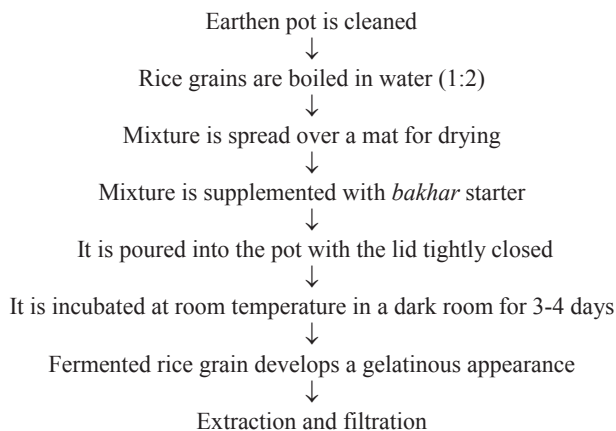 Earthen pot is cleaned
↓
Rice grains are boiled in water (1:2)
↓
Mixture is spread over a mat for drying
↓
Mixture is supplemented with bakhar starter
↓
It is poured into the pot with the lid tightly closed
↓
It is incubated at room temperature in a dark room for 3-4 days
↓
Fermented rice grain develops a gelatinous appearance
↓
Extraction and filtration